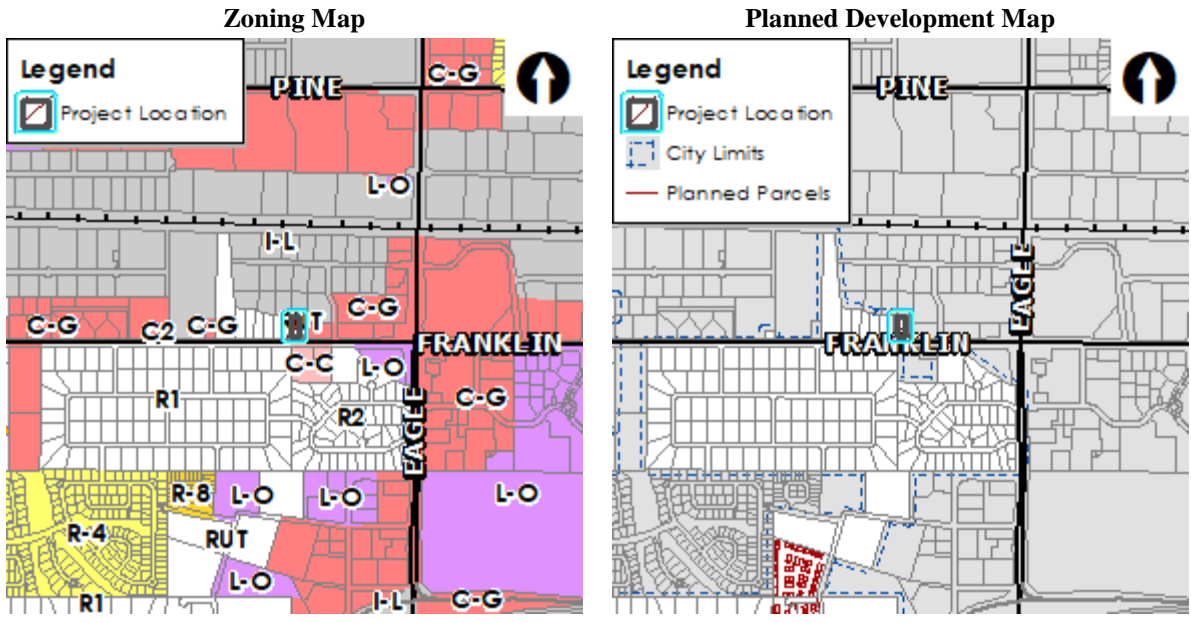 Zoning Map
Legend
Project Location
PINE
C-G
L-O
I-L
C-G
C2
C-G
T
C-G
FRANKLIN
C-C
L-O
R1
R2
C-G
EAGLE
R-8
L-O
L-O
L-O
R-4
RUT
L-O
R1
I-L
C-G
Planned Development Map
Legend
Project Location
City Limits
Planned Parcels
PINE
EAGLE
FRANKLIN